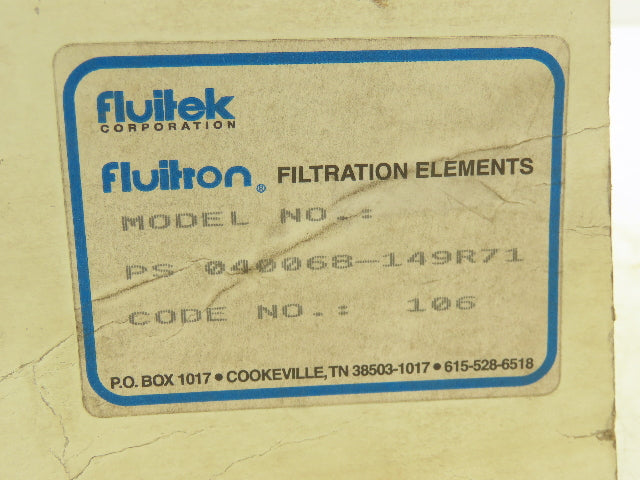 fluitek
CORPORATION
fluitron® FILTRATION ELEMENTS
MODEL NO.:
PS 040068-149R71
CODE NO.: 106
P.O. BOX 1017 • COOKEVILLE, TN 38503-1017 • 615-528-6518